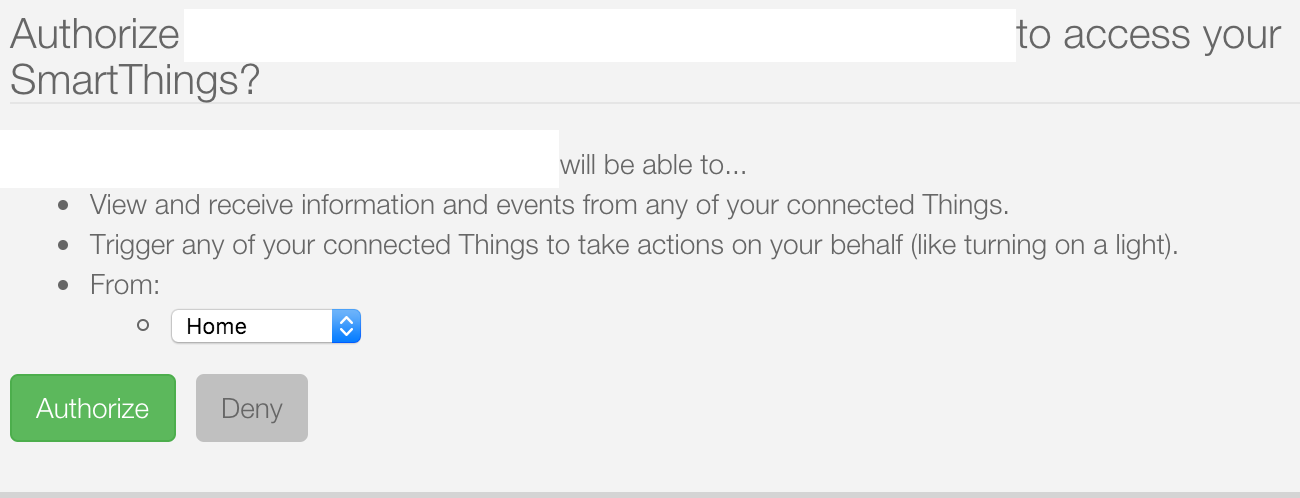 Authorize to access your
SmartThings?
will be able to...
View and receive information and events from any of your connected Things.
Trigger any of your connected Things to take actions on your behalf (like turning on a light).
From:
Home
Authorize Deny